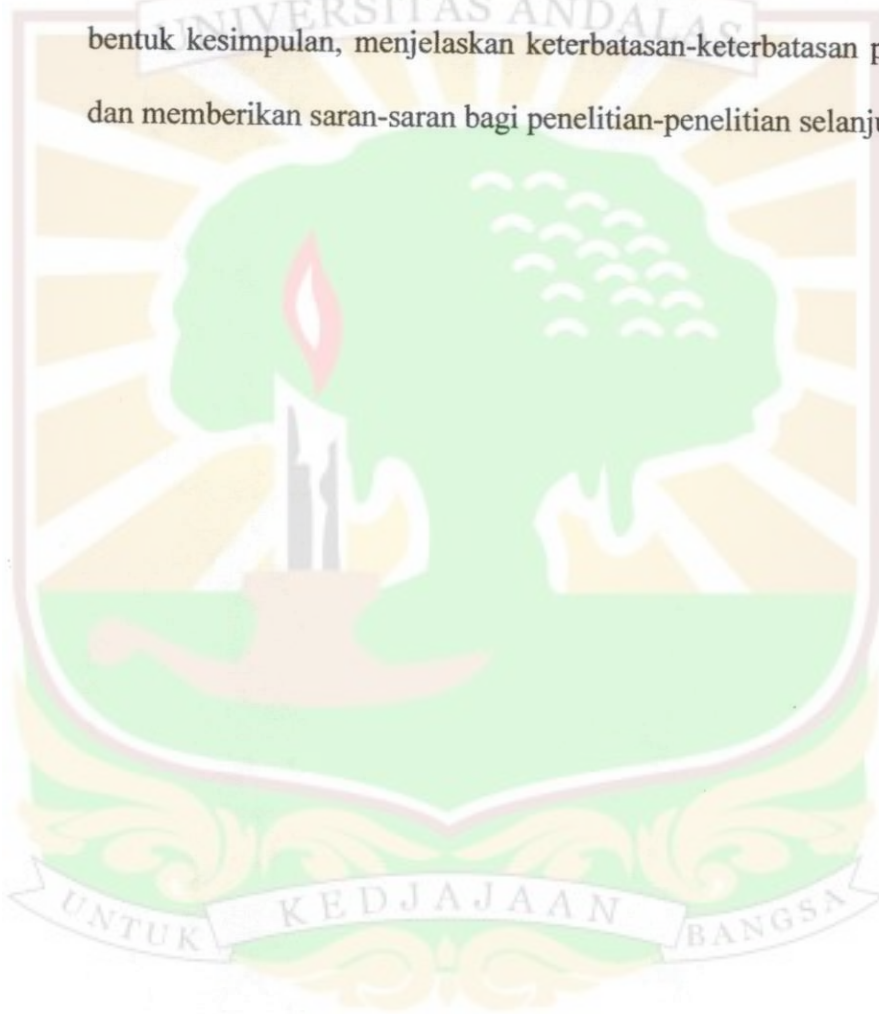 UNIVERSITAS ANDALAS
bentuk kesimpulan, menjelaskan keterbatasan-keterbatasan
dan memberikan saran-saran bagi penelitian-penelitian
UNTUK KEDJAJAAN BANGSA